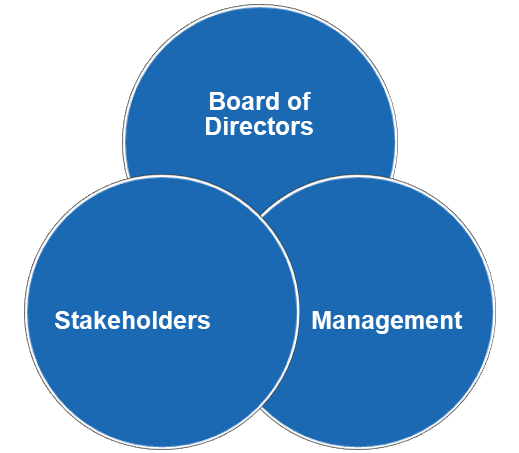 Board of
Directors
Stakeholders
Management